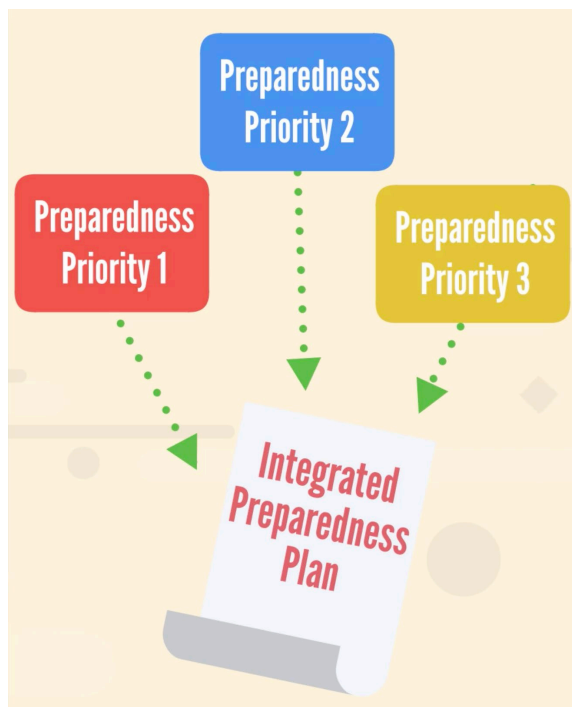 Preparedness
Priority 2
Preparedness
Priority 1
Preparedness
Priority 3
Integrated
Preparedness
Plan